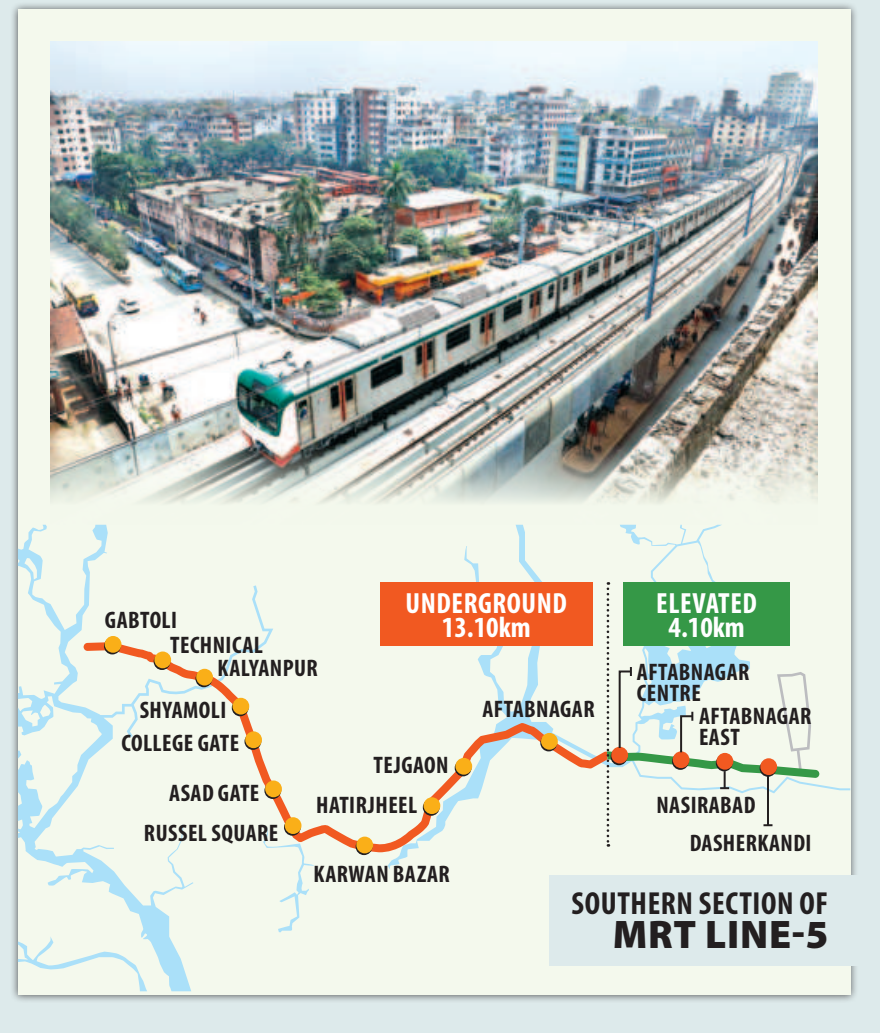 UNDERGROUND
13.10km
ELEVATED
4.10km
GABTOLI
TECHNICAL
KALYANPUR
SHYAMOLI
COLLEGE GATE
ASAD GATE
RUSSEL SQUARE
KARWAN BAZAR
HATIRJHEEL
TEJGAON
AFTABNAGAR
AFTABNAGAR
CENTRE
AFTABNAGAR
EAST
NASIRABAD
DASHERKANDI
SOUTHERN SECTION OF
MRT LINE-5